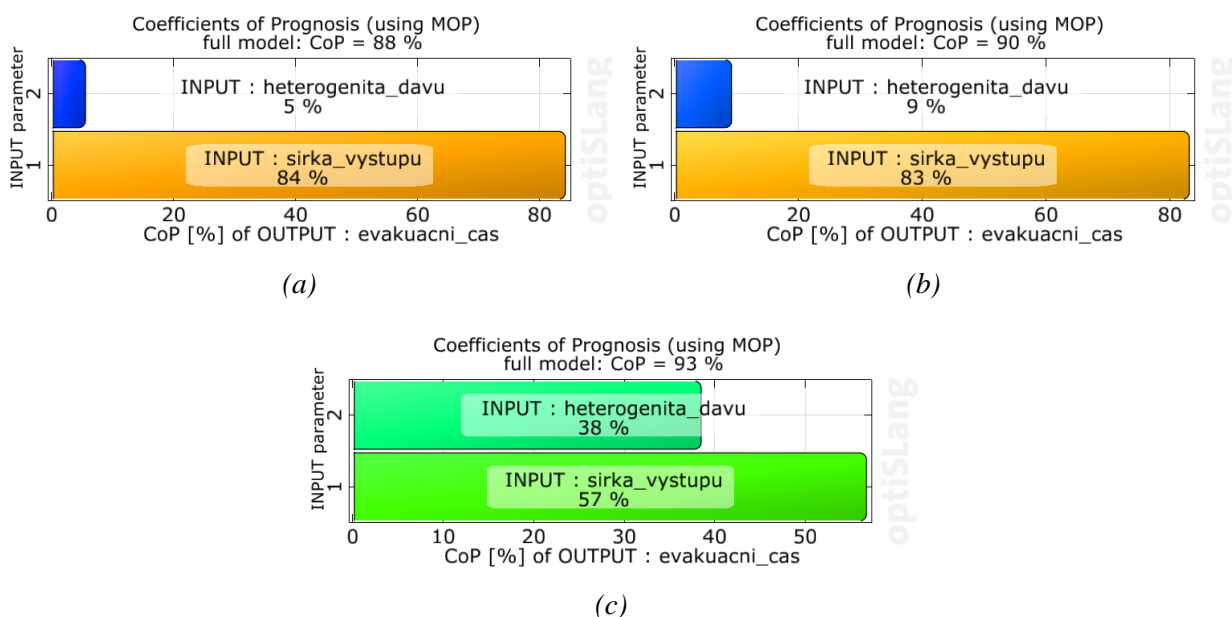 Coefficients of Prognosis (using MOP)
full model: CoP = 88 %
INPUT parameter
2
INPUT : heterogenita_davu
5 %
1
INPUT : sirka_vystupu
84 %
0 20 40 60 80
CoP [%] of OUTPUT : evakuacni_cas
optiSLang
(a)
Coefficients of Prognosis (using MOP)
full model: CoP = 90 %
INPUT parameter
2
INPUT : heterogenita_davu
9 %
1
INPUT : sirka_vystupu
83 %
0 20 40 60 80
CoP [%] of OUTPUT : evakuacni_cas
optiSLang
(b)
Coefficients of Prognosis (using MOP)
full model: CoP = 93 %
INPUT parameter
2
INPUT : heterogenita_davu
38 %
1
INPUT : sirka_vystupu
57 %
0 10 20 30 40 50
CoP [%] of OUTPUT : evakuacni_cas
optiSLang
(c)